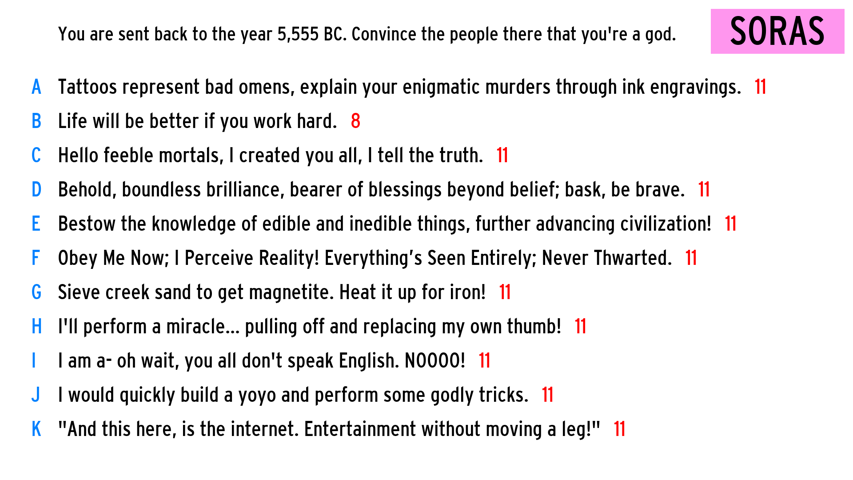 You are sent back to the year 5,555 BC. Convince the people there that you're a god.
SORAS
A Tattoos represent bad omens, explain your enigmatic murders through ink engravings. 11
B Life will be better if you work hard. 8
C Hello feeble mortals, I created you all, I tell the truth. 11
D Behold, boundless brilliance, bearer of blessings beyond belief; bask, be brave. 11
E Bestow the knowledge of edible and inedible things, further advancing civilization! 11
F Obey Me Now; I Perceive Reality! Everything’s Seen Entirely; Never Thwarted. 11
G Sieve creek sand to get magnetite. Heat it up for iron! 11
H I'll perform a miracle... pulling off and replacing my own thumb! 11
I I am a- oh wait, you all don't speak English. NOOOO! 11
J I would quickly build a yoyo and perform some godly tricks. 11
K "And this here, is the internet. Entertainment without moving a leg!" 11